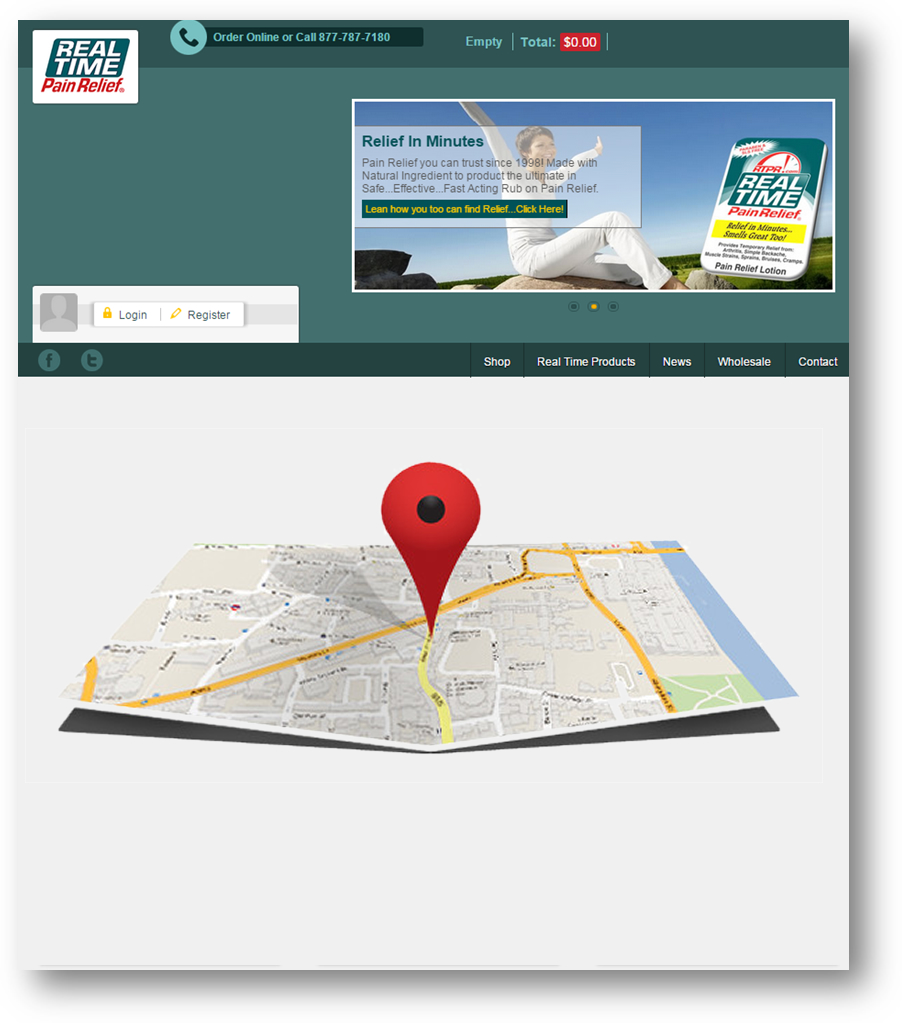 REAL
TIME
Pain Relief®
Order Online or Call 877-787-7180
Empty
Total: $0.00
Relief In Minutes
Pain Relief you can trust since 1998! Made with
Natural Ingredient to product the ultimate in
Safe...Effective...Fast Acting Rub on Pain Relief.
Lean how you too can find Relief...Click Here!
RTPR.com
REAL
TIME
Pain Relief®
Relief in Minutes...
Smells Great Too!
Provides Temporary Relief from:
Arthritis, Simple Backache,
Muscle Strains, Sprains, Bruises, Cramps.
Pain Relief Lotion
Login
Register
Shop
Real Time Products
News
Wholesale
Contact